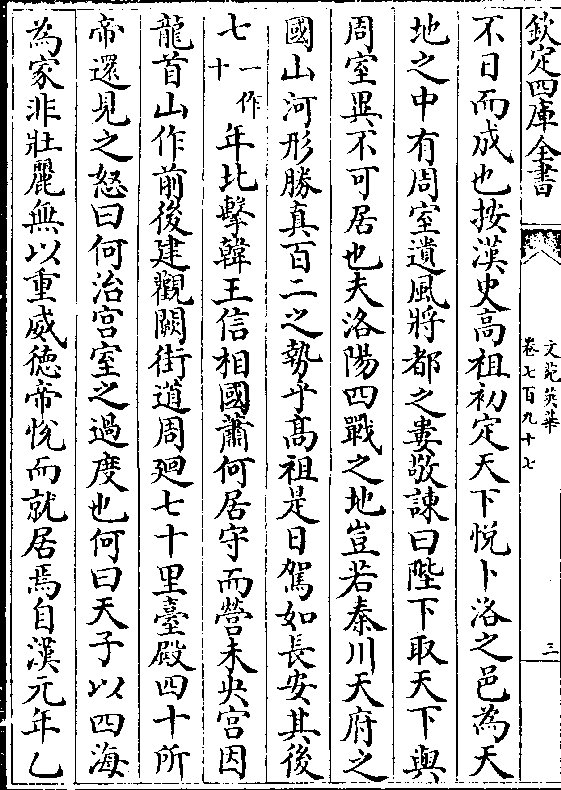 欽定四庫全書
文苑英華
卷七百九十七
三
不日而成也按漢史高祖初定天下悦卜洛之邑為天
地之中有周室遺風將都之婁敬諫曰陛下取天下與
周室異不可居也夫洛陽四戰之地豈若秦川天府之
國山河形勝真百二之勢乎高祖是日駕如長安其後
七一作十年北擊韓王信相國蕭何居守而營未央宫因
龍首山作前後建觀闕街道周廻七十里臺殿四十所
帝還見之怒曰何治宫室之過度也何曰天子以四海
為家非壯麗無以重威徳帝悦而就居焉自漢元年乙